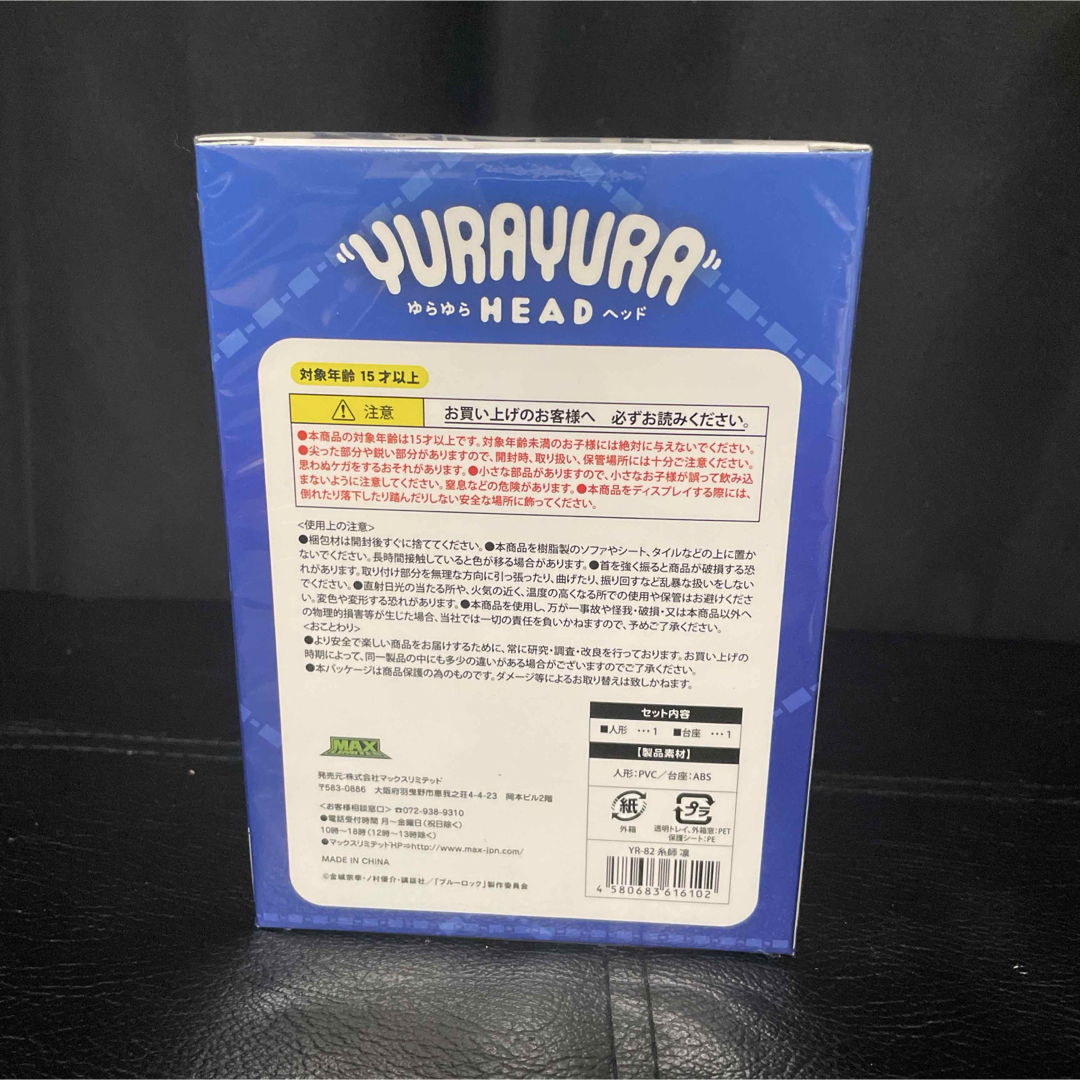 YURAYURA
ゆらゆら HEAD ヘッド
対象年齢 15才以上
注意 お買い上げのお客様へ 必ずお読みください。
●本商品の対象年齢は15才以上です。対象年齢未満のお子様には絶対に与えないでください。
●尖った部分や鋭い部分がありますので、開封時、取り扱い、保管場所には十分ご注意ください。
思わぬケガをするおそれがあります。●小さな部品がありますので、小さなお子様が誤って飲み込
まないように注意してください。窒息などの危険があります。●本商品をディスプレイする際には、
倒れたり落下したり踏んだりしない安全な場所に飾ってください。
<使用上の注意>
●梱包材は開封後すぐに捨ててください。●本商品を樹脂製のソファやシート、タイルなどの上に置か
ないでください。長時間接触していると色が移る場合があります。●首を強く振ると商品が破損する恐
れがあります。取り付け部分を無理な方向に引っ張ったり、曲げたり、振り回すなど乱暴な扱いをしない
でください。●直射日光の当たる所や、火気の近く、温度の高くなる所での使用や保管はお避けくださ
い。変色や変形する恐れがあります。●本商品を使用し、万が一事故や怪我・破損・又は本商品以外へ
の物理的損害等が生じた場合、当社では一切の責任を負いかねますので、予めご了承ください。
<おことわり>
●より安全で楽しい商品をお届けするために、常に研究・調査・改良を行っております。お買い上げの
時期によって、同一製品の中にも多少の違いがある場合がございますのでご了承ください。
●本パッケージは商品保護の為のものです。ダメージ等によるお取り替えは致しかねます。
セット内容
■人形 …1 ■台座 …1
【製品素材】
人形:PVC/台座:ABS
紙
外箱
プラ
透明トレイ、外箱窓:PET
保護シート:PE
YR-82 糸師 凛
4 580683 616102
MAX
発売元:株式会社マックスリミテッド
〒583-0886 大阪府羽曳野市恵我之荘4-4-23 岡本ビル2階
<お客様相談窓口> ☎072-938-9310
●電話受付時間 月~金曜日(祝日除く)
10時~18時(12時~13時除く)
●マックスリミテッドHP⇒http://www.max-jpn.com/
MADE IN CHINA
©金城宗幸・ノ村優介・講談社/「ブルーロック」製作委員会